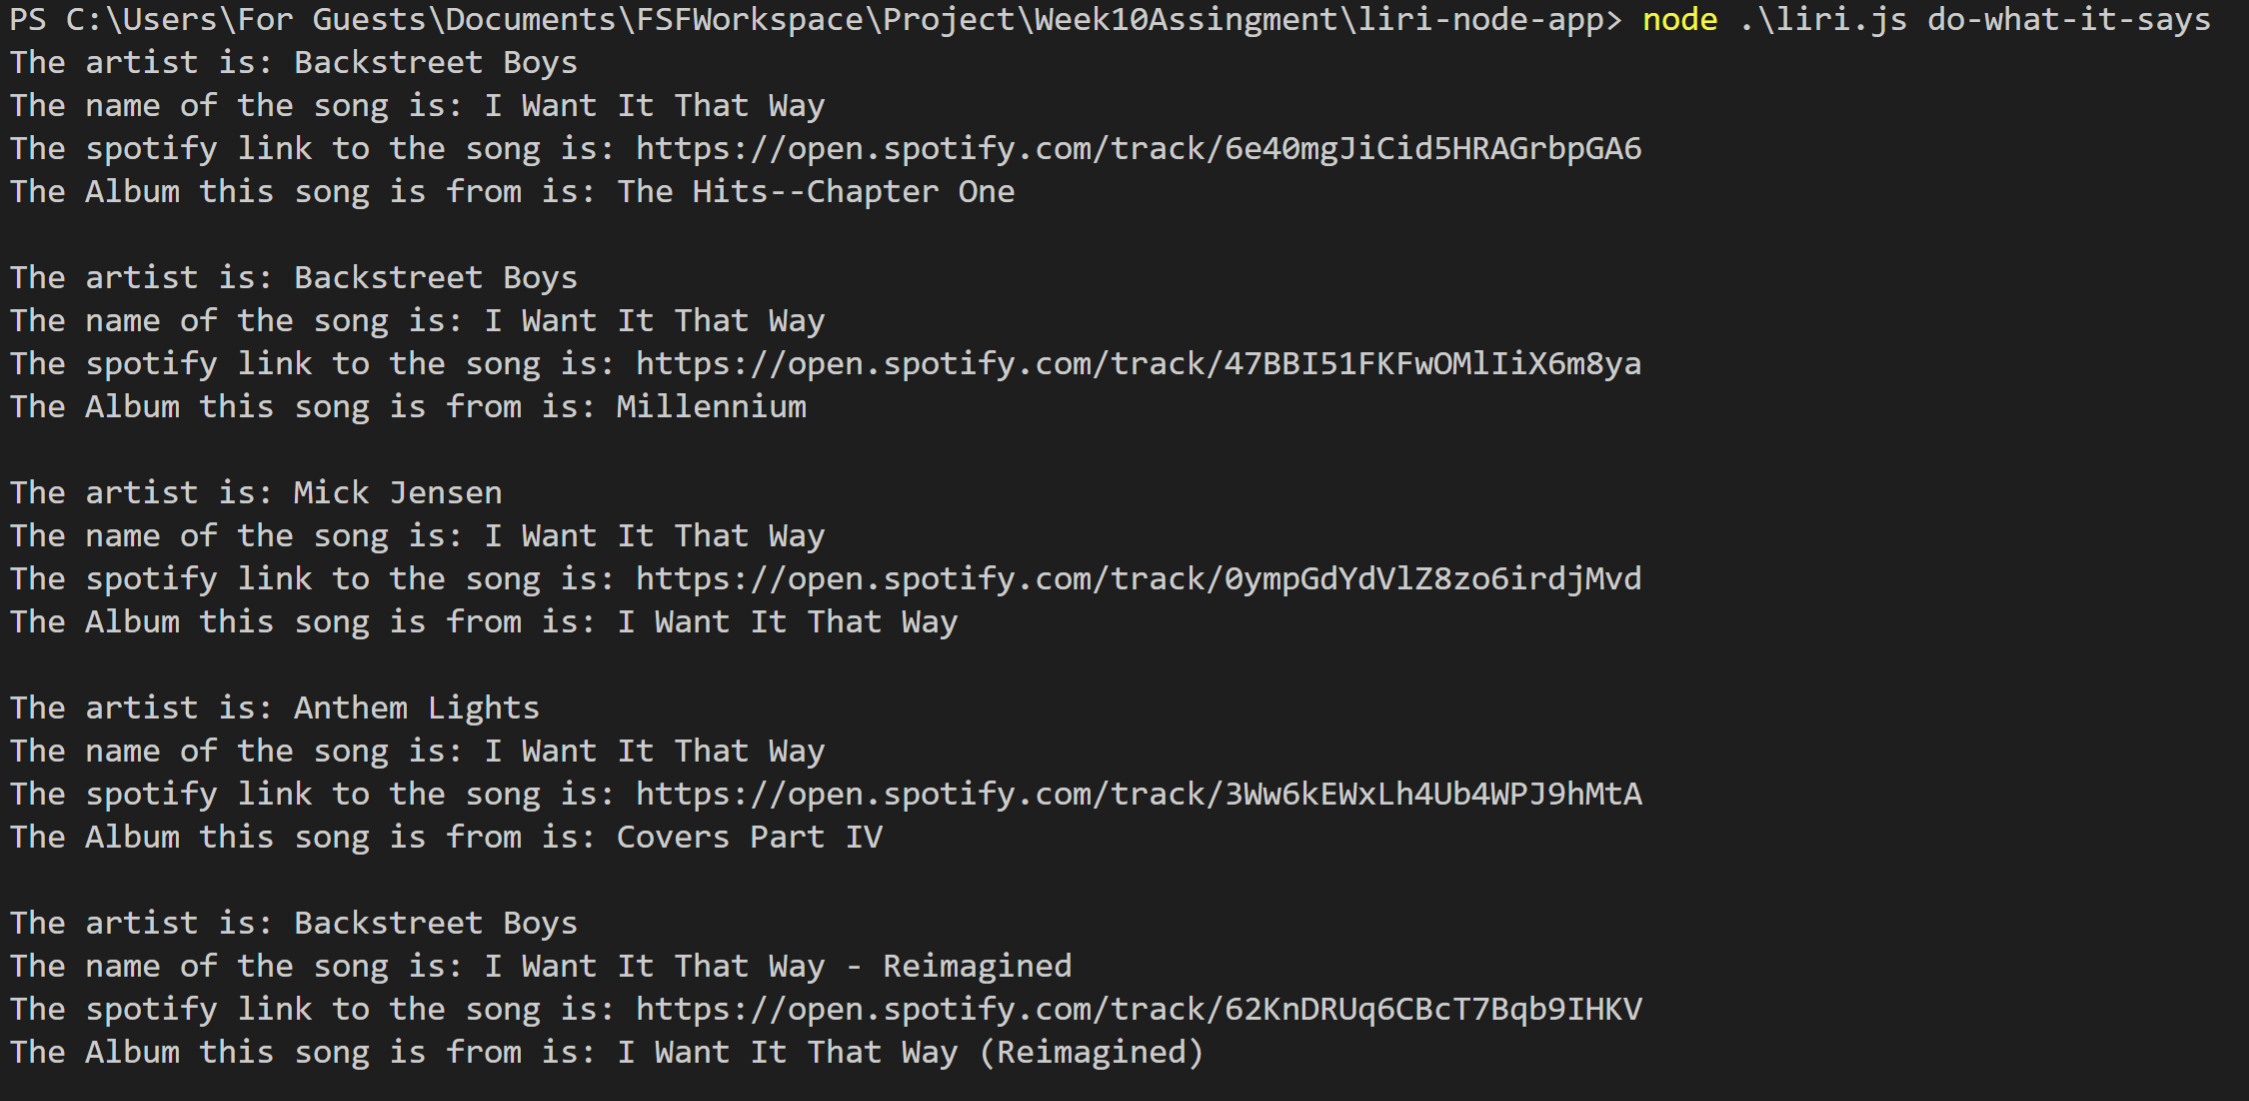 PS C:\Users\For Guests\Documents\FSFWorkspace\Project\Week10Assingment\liri-node-app> node .\liri.js do-what-it-says
The artist is: Backstreet Boys
The name of the song is: I Want It That Way
The spotify link to the song is: https://open.spotify.com/track/6e40mgJiCid5HRAGrbpGA6
The Album this song is from is: The Hits--Chapter One

The artist is: Backstreet Boys
The name of the song is: I Want It That Way
The spotify link to the song is: https://open.spotify.com/track/47BBI51FKFwOMlIiX6m8ya
The Album this song is from is: Millennium

The artist is: Mick Jensen
The name of the song is: I Want It That Way
The spotify link to the song is: https://open.spotify.com/track/0ympGdYdVlZ8zo6irdjMvd
The Album this song is from is: I Want It That Way

The artist is: Anthem Lights
The name of the song is: I Want It That Way
The spotify link to the song is: https://open.spotify.com/track/3Ww6kEWxLh4Ub4WPJ9hMtA
The Album this song is from is: Covers Part IV

The artist is: Backstreet Boys
The name of the song is: I Want It That Way - Reimagined
The spotify link to the song is: https://open.spotify.com/track/62KnDRUq6CBcT7Bqb9IHKV
The Album this song is from is: I Want It That Way (Reimagined)